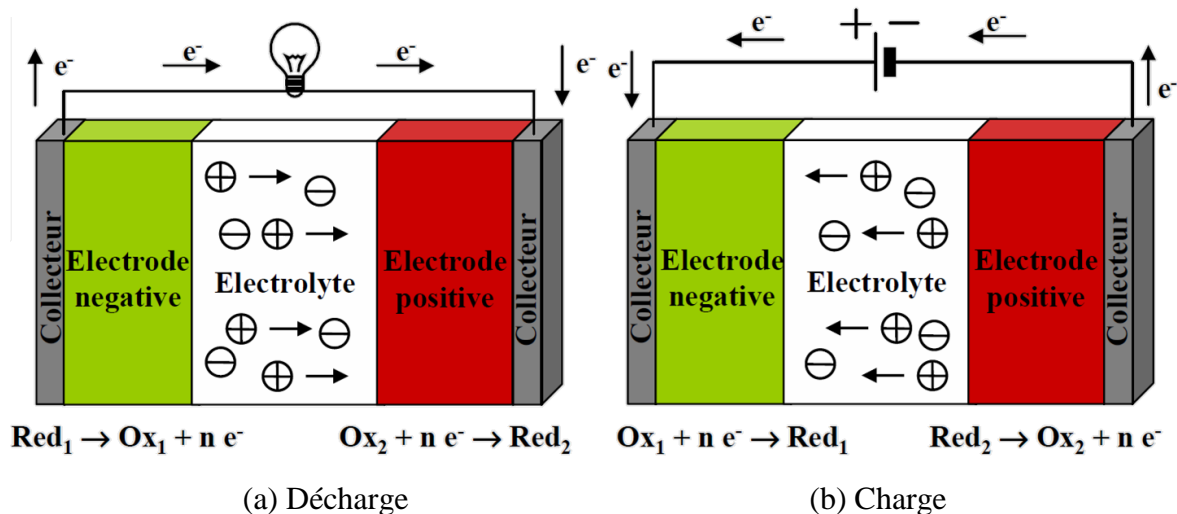 e⁻
e⁻
e⁻
e⁻
Collecteur
Electrode
negative
Electrolyte
Electrode
positive
Collecteur
Red₁ → Ox₁ + n e⁻
Ox₂ + n e⁻ → Red₂
(a) Décharge
+ −
e⁻
e⁻
e⁻
e⁻
Collecteur
Electrode
negative
Electrolyte
Electrode
positive
Collecteur
Ox₁ + n e⁻ → Red₁
Red₂ → Ox₂ + n e⁻
(b) Charge